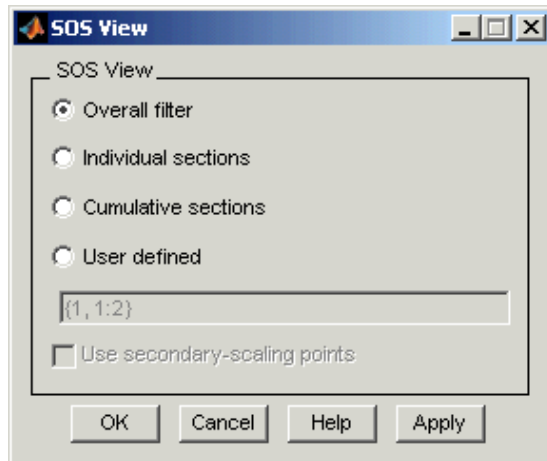 SOS View
SOS View
Overall filter
Individual sections
Cumulative sections
User defined
{1, 1:2}
Use secondary-scaling points
OK Cancel Help Apply